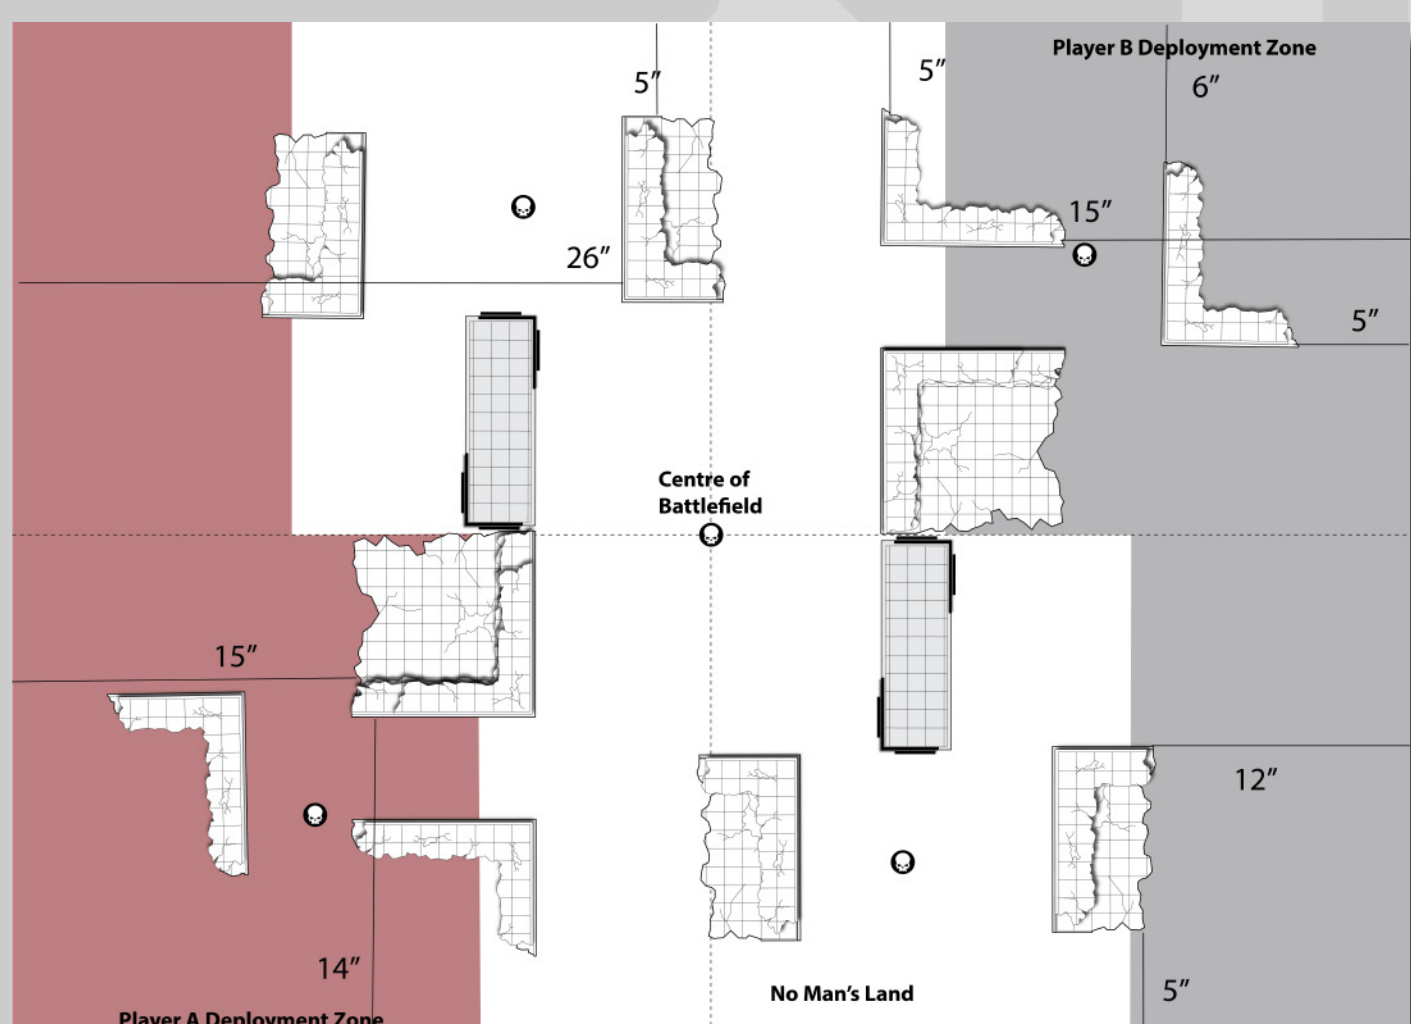 Player B Deployment Zone
5”
5”
6”
15”
26”
5”
Centre of
Battlefield
15”
12”
14”
5”
No Man’s Land
Player A Deployment Zone